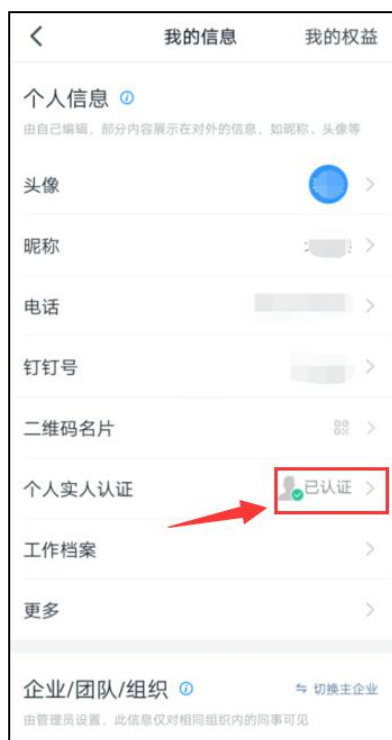 我的信息 我的权益
个人信息
由自己编辑，部分内容展示在对外的信息，如昵称、头像等
头像
昵称
电话
钉钉号
二维码名片
个人实人认证 已认证
工作档案
更多
企业/团队/组织 切换主企业
由管理员设置，此信息仅对相同组织内的同事可见